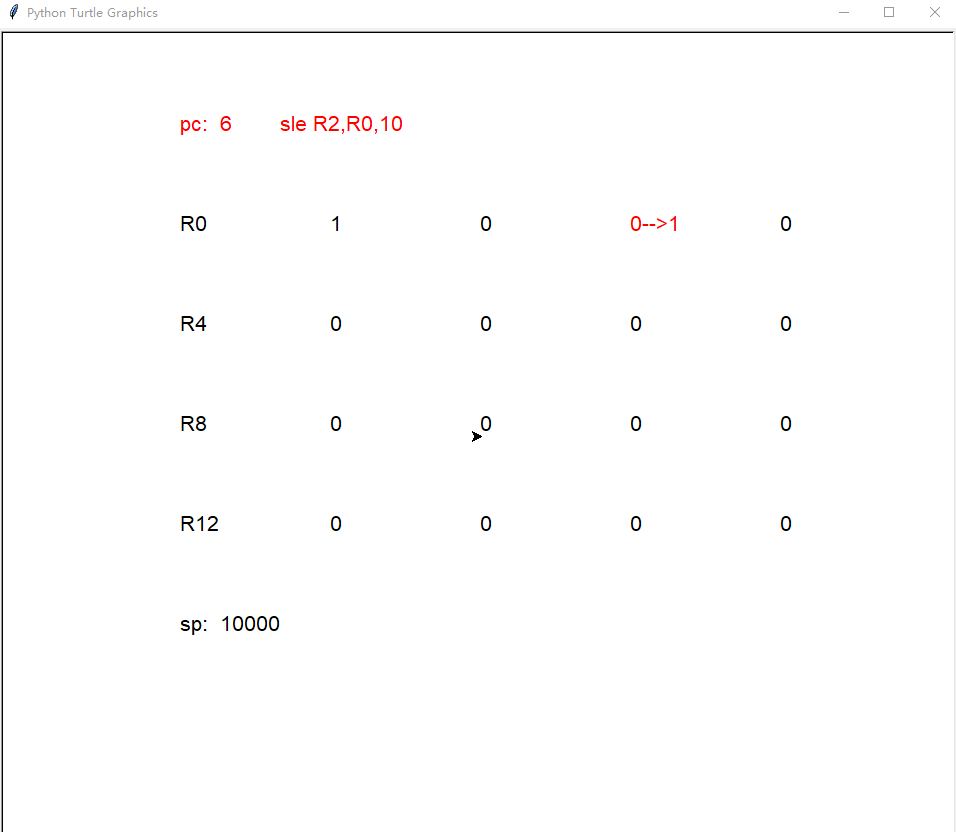 Python Turtle Graphics
pc: 6 sle R2,R0,10
R0 1 0 0-->1 0
R4 0 0 0 0
R8 0 0 0 0
R12 0 0 0 0
sp: 10000